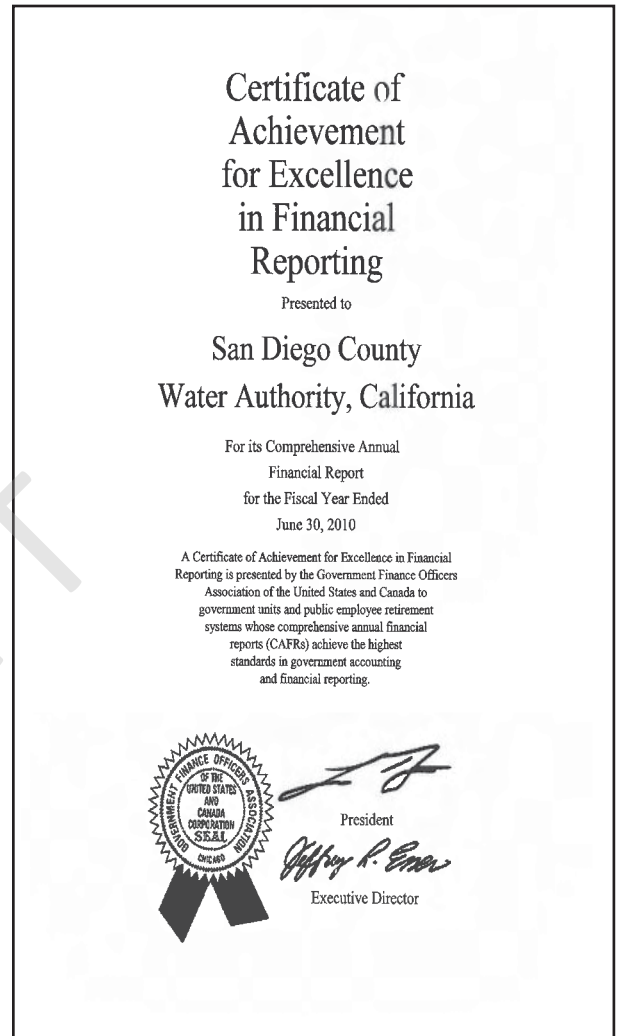 Certificate of
Achievement
for Excellence
in Financial
Reporting
Presented to
San Diego County
Water Authority, California
For its Comprehensive Annual
Financial Report
for the Fiscal Year Ended
June 30, 2010
A Certificate of Achievement for Excellence in Financial
Reporting is presented by the Government Finance Officers
Association of the United States and Canada to
government units and public employee retirement
systems whose comprehensive annual financial
reports (CAFRs) achieve the highest
standards in government accounting
and financial reporting.
GOVERNMENT FINANCE OFFICERS ASSOCIATION
OF THE
UNITED STATES
AND
CANADA
CORPORATION
SEAL
CHICAGO
President
Jeffrey R. Enser
Executive Director